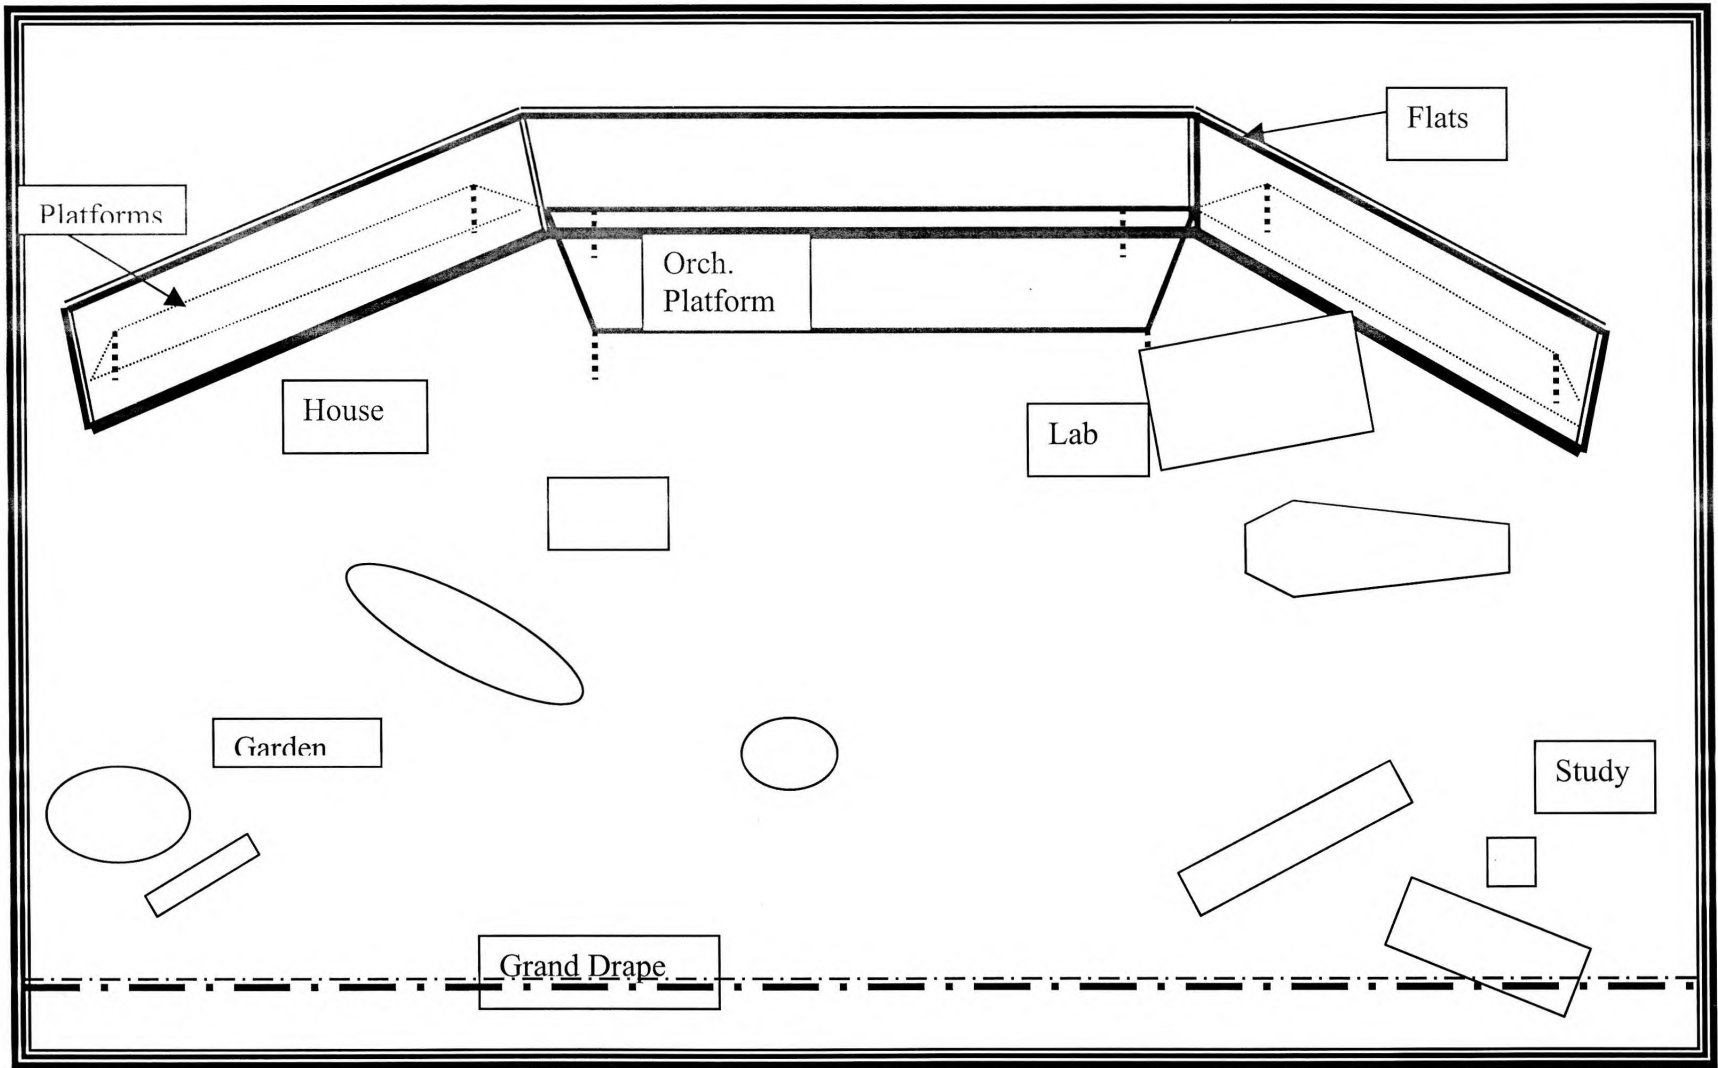 Flats
Platforms
Orch.
Platform
House
Lab
Garden
Study
Grand Drape